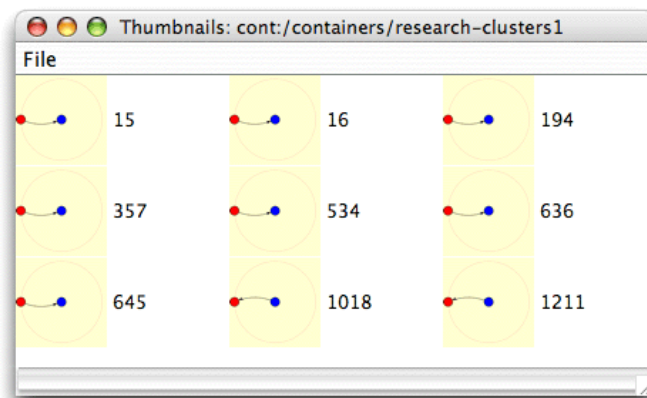 Thumbnails: cont:/containers/research-clusters1
File
15 16 194
357 534 636
645 1018 1211